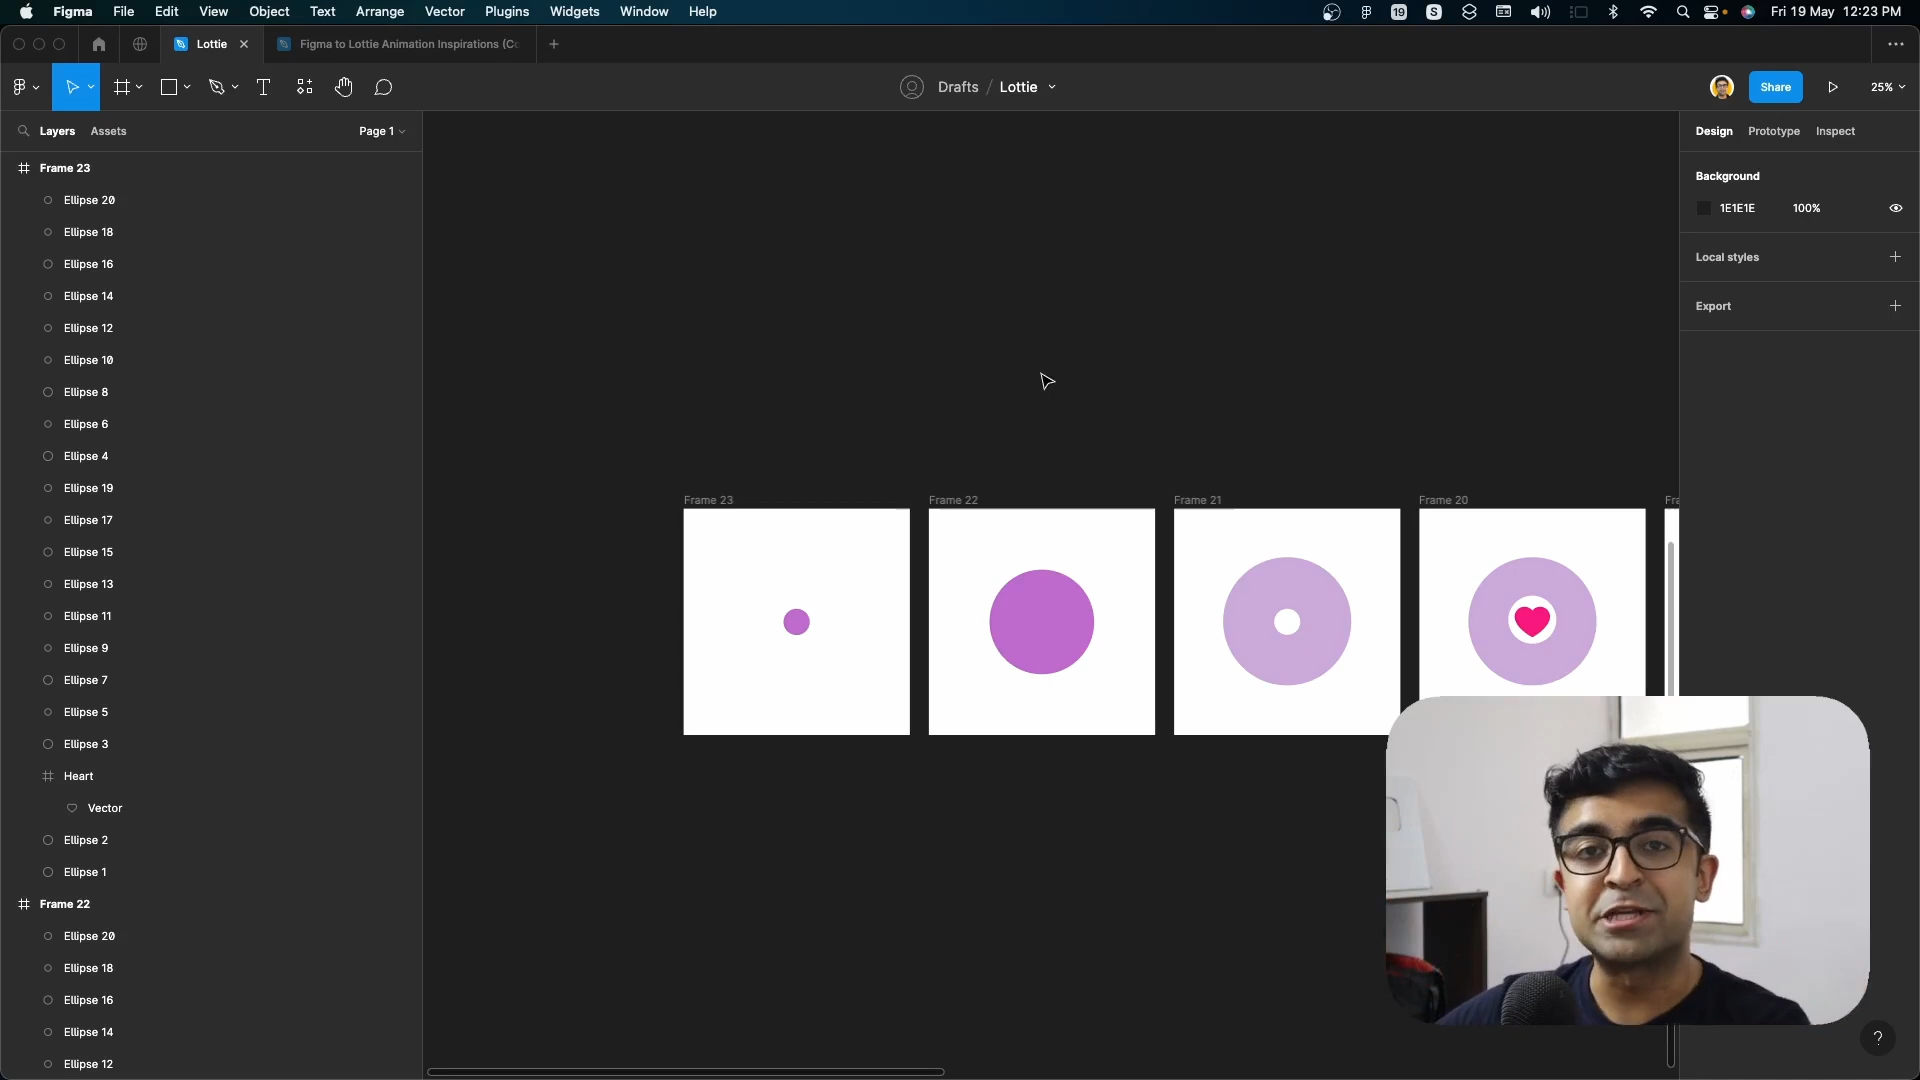 Figma File Edit View Object Text Arrange Vector Plugins Widgets Window Help 19 S Fri 19 May 12:23 PM
Lottie Figma to Lottie Animation Inspirations (Co
Drafts / Lottie Share 25%
Layers Assets Page 1 Design Prototype Inspect
Frame 23
Ellipse 20
Ellipse 18
Ellipse 16
Ellipse 14
Ellipse 12
Ellipse 10
Ellipse 8
Ellipse 6
Ellipse 4
Ellipse 19
Ellipse 17
Ellipse 15
Ellipse 13
Ellipse 11
Ellipse 9
Ellipse 7
Ellipse 5
Ellipse 3
Heart
Vector
Ellipse 2
Ellipse 1
Frame 22
Ellipse 20
Ellipse 18
Ellipse 16
Ellipse 14
Ellipse 12
Frame 23 Frame 22 Frame 21 Frame 20 Fra
Background
1E1E1E 100%
Local styles
Export
?